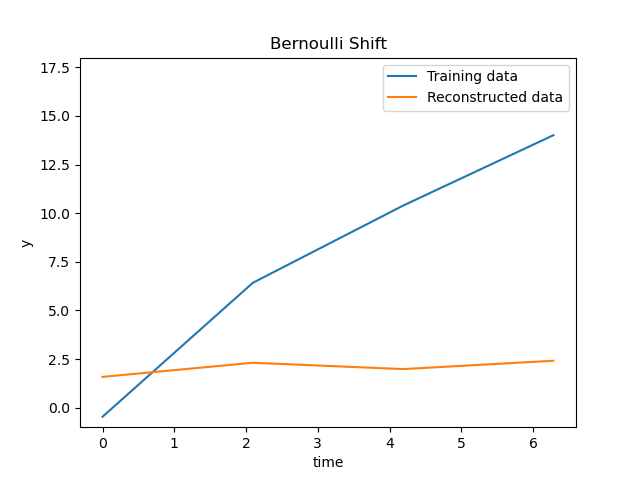 Bernoulli Shift
Training data
Reconstructed data
17.5
15.0
12.5
10.0
7.5
5.0
2.5
0.0
y
0 1 2 3 4 5 6
time